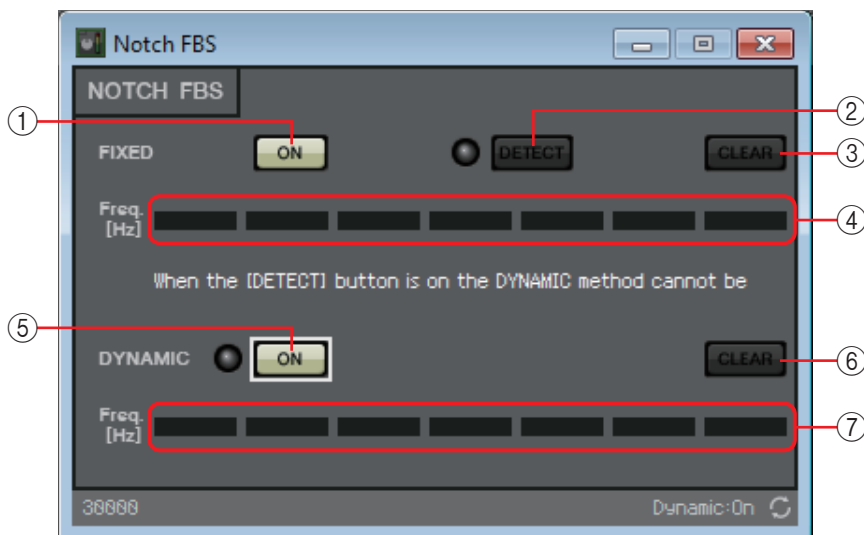 Notch FBS
NOTCH FBS
① ②
FIXED ON DETECT CLEAR ③
Freq. [Hz] ④
When the [DETECT] button is on the DYNAMIC method cannot be
⑤
DYNAMIC ON CLEAR ⑥
Freq. [Hz] ⑦
30000 Dynamic:On